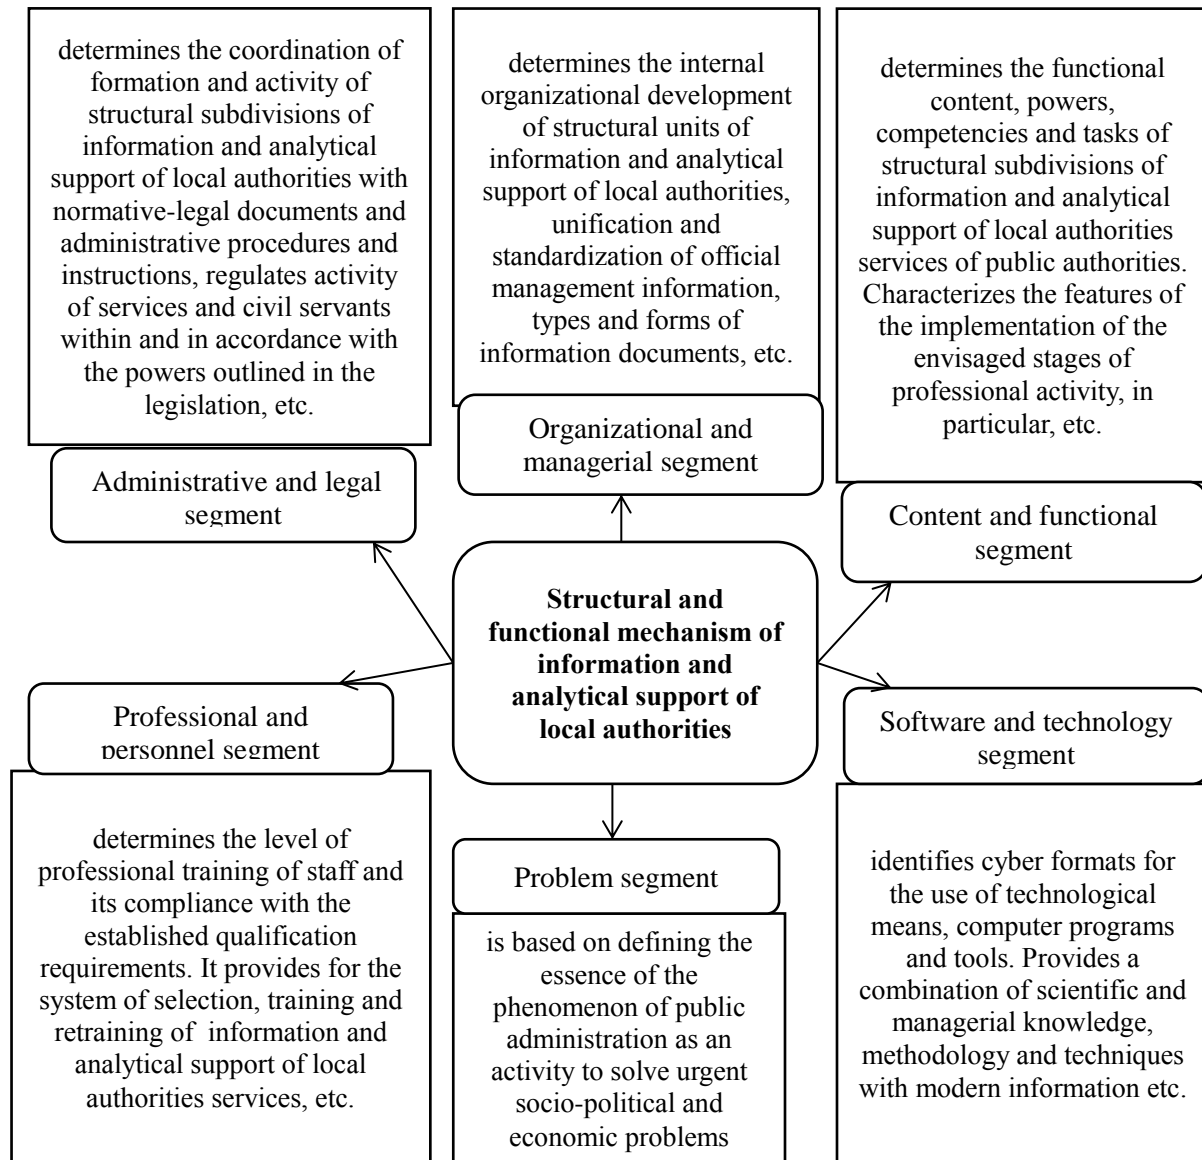 determines the coordination of
formation and activity of
structural subdivisions of
information and analytical
support of local authorities with
normative-legal documents and
administrative procedures and
instructions, regulates activity
of services and civil servants
within and in accordance with
the powers outlined in the
legislation, etc.
Administrative and legal
segment
determines the internal
organizational development
of structural units of
information and analytical
support of local authorities,
unification and
standardization of official
management information,
types and forms of
information documents, etc.
Organizational and
managerial segment
determines the functional
content, powers,
competencies and tasks of
structural subdivisions of
information and analytical
support of local authorities
services of public authorities.
Characterizes the features of
the implementation of the
envisaged stages of
professional activity, in
particular, etc.
Content and functional
segment
Structural and
functional mechanism of
information and
analytical support of
local authorities
Professional and
personnel segment
determines the level of
professional training of staff and
its compliance with the
established qualification
requirements. It provides for the
system of selection, training and
retraining of information and
analytical support of local
authorities services, etc.
Problem segment
is based on defining the
essence of the
phenomenon of public
administration as an
activity to solve urgent
socio-political and
economic problems
Software and technology
segment
identifies cyber formats for
the use of technological
means, computer programs
and tools. Provides a
combination of scientific and
managerial knowledge,
methodology and techniques
with modern information etc.